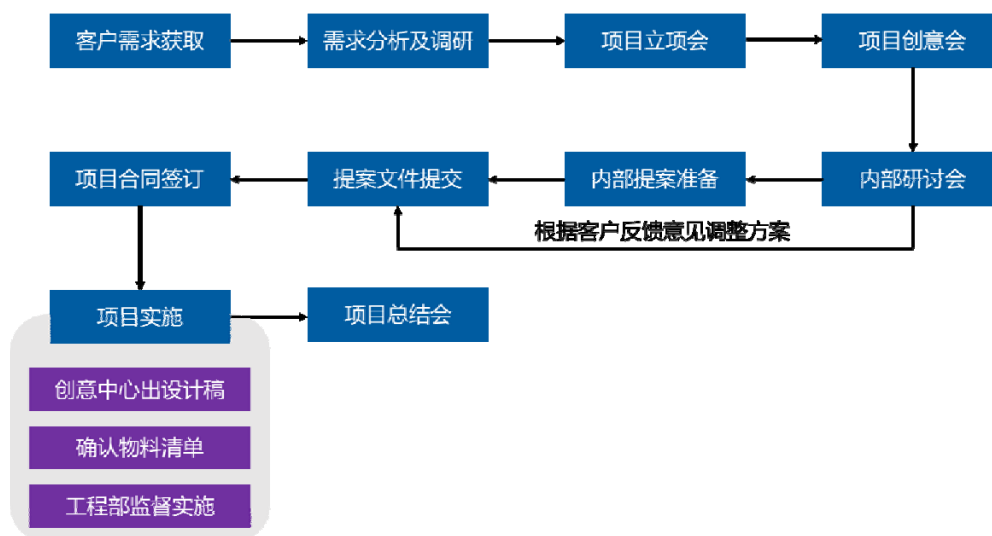 客户需求获取
需求分析及调研
项目立项会
项目创意会
项目合同签订
提案文件提交
内部提案准备
内部研讨会
根据客户反馈意见调整方案
项目实施
项目总结会
创意中心出设计稿
确认物料清单
工程部监督实施